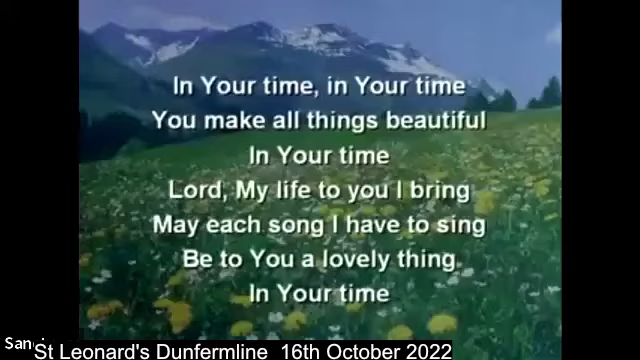 In Your time, in Your time
You make all things beautiful
In Your time
Lord, My life to you I bring
May each song I have to sing
Be to You a lovely thing
In Your time
St Leonard's Dunfermline 16th October 2022